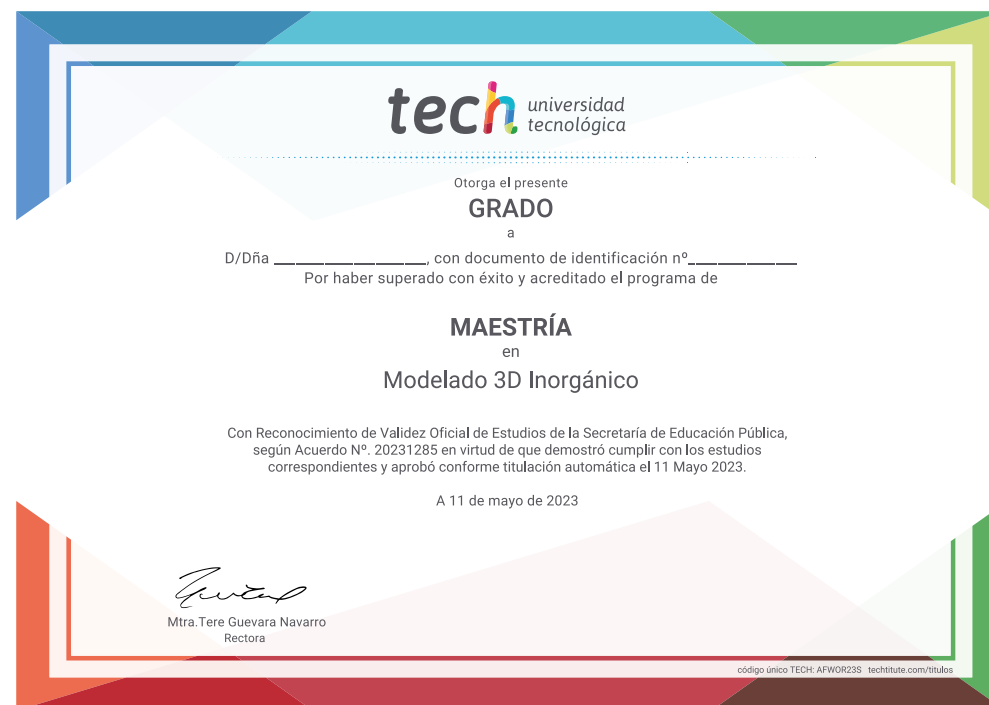 tech universidad
tecnológica
Otorga el presente
GRADO
a
D/Dña ______________, con documento de identificación nº__________
Por haber superado con éxito y acreditado el programa de
MAESTRÍA
en
Modelado 3D Inorgánico
Con Reconocimiento de Validez Oficial de Estudios de la Secretaría de Educación Pública,
según Acuerdo Nº. 20231285 en virtud de que demostró cumplir con los estudios
correspondientes y aprobó conforme titulación automática el 11 Mayo 2023.
A 11 de mayo de 2023
Mtra.Tere Guevara Navarro
Rectora
código único TECH: AFWOR23S techtitute.com/titulos